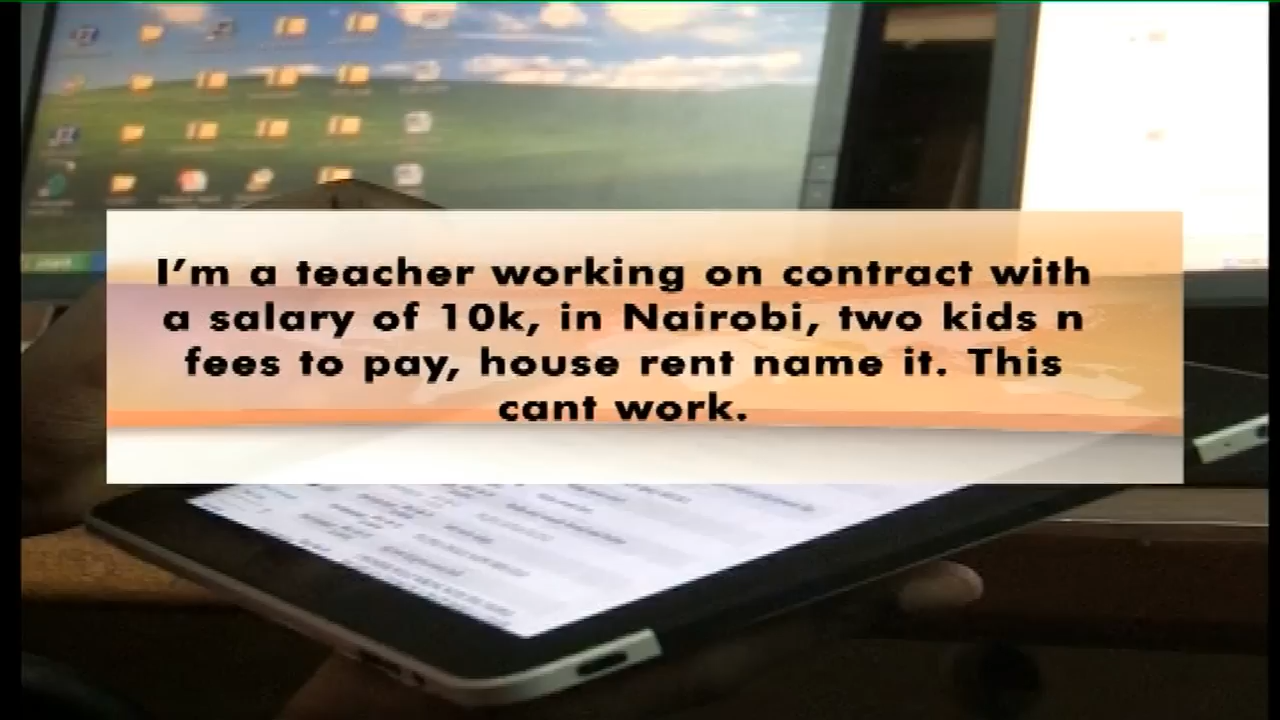 I'm a teacher working on contract with
a salary of 10k, in Nairobi, two kids n
fees to pay, house rent name it. This
cant work.